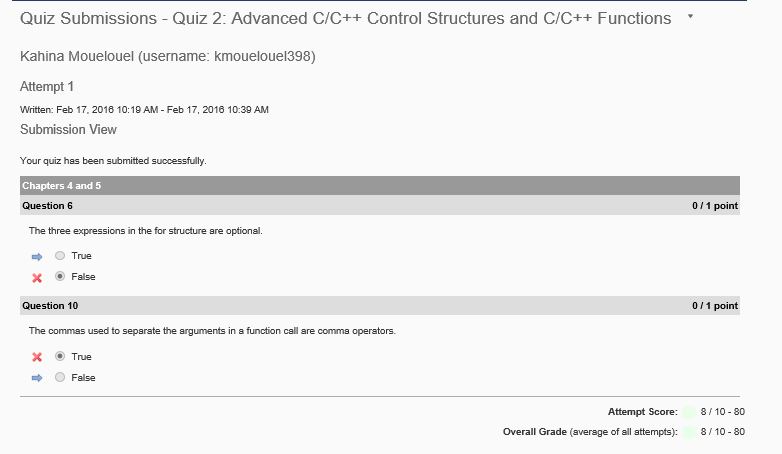 Quiz Submissions - Quiz 2: Advanced C/C++ Control Structures and C/C++ Functions
Kahina Mouelouel (username: kmouelouel398)
Attempt 1
Written: Feb 17, 2016 10:19 AM - Feb 17, 2016 10:39 AM
Submission View
Your quiz has been submitted successfully.
Chapters 4 and 5
Question 6 0 / 1 point
The three expressions in the for structure are optional.
True
False
Question 10 0 / 1 point
The commas used to separate the arguments in a function call are comma operators.
True
False
Attempt Score: 8 / 10 - 80
Overall Grade (average of all attempts): 8 / 10 - 80